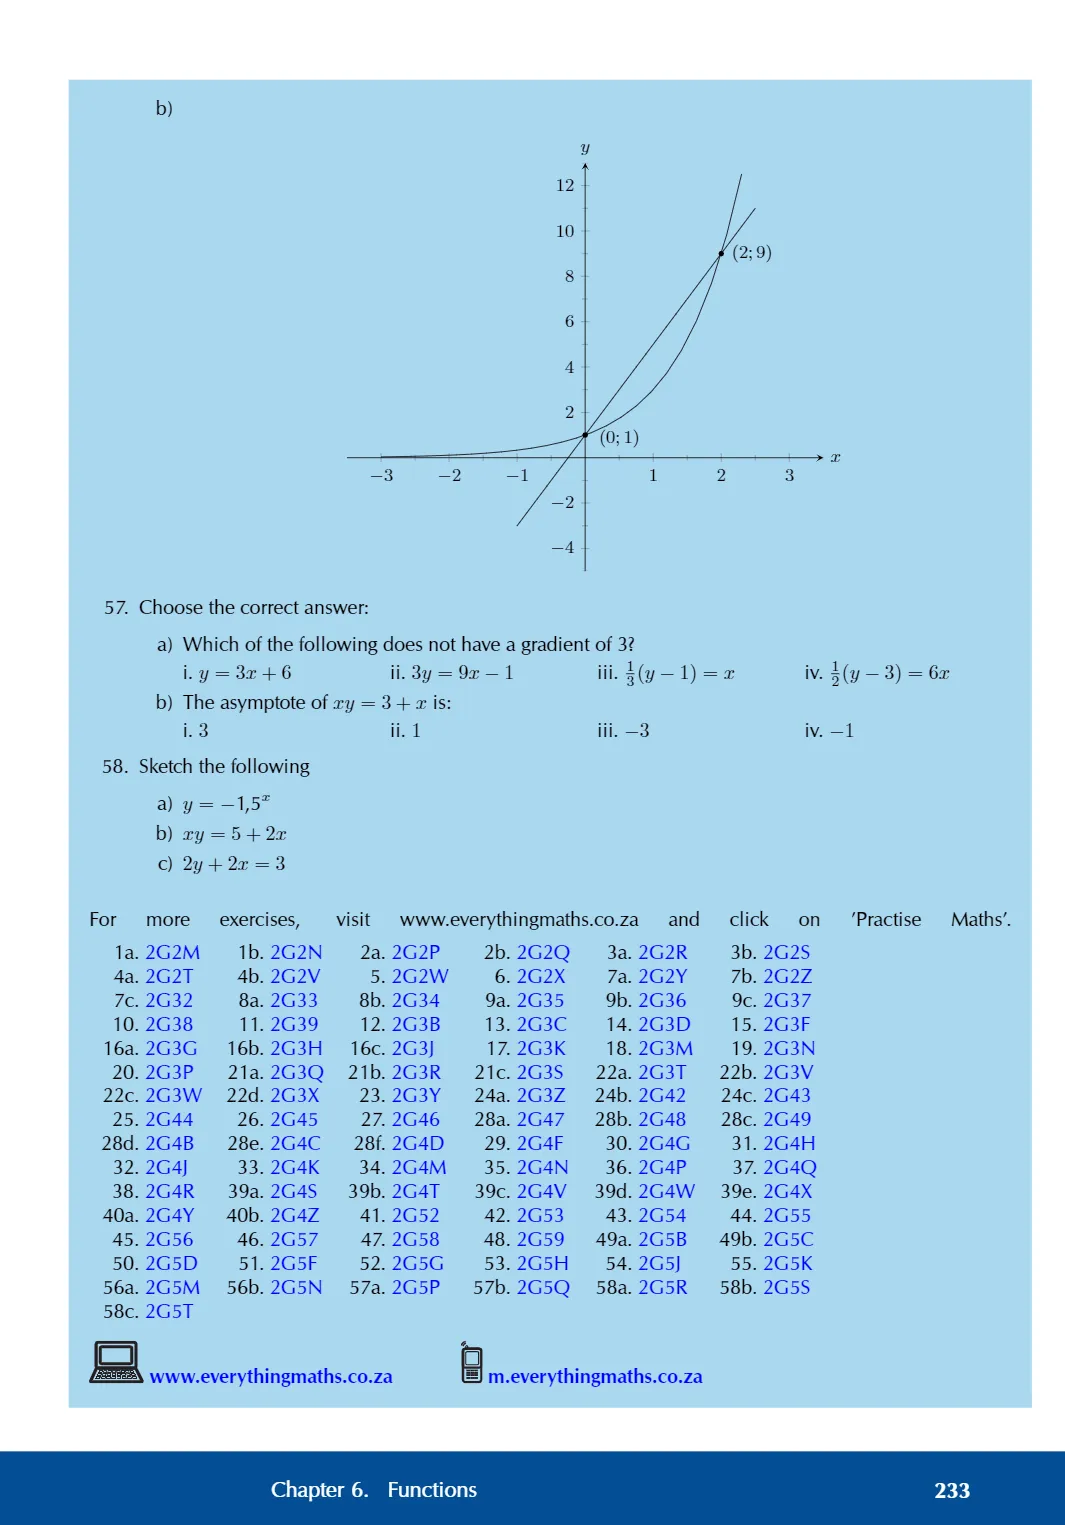 b)
y
12
10
8
6
4
2
−2
−4
(2; 9)
(0; 1)
−3 −2 −1 1 2 3 x
57. Choose the correct answer:
a) Which of the following does not have a gradient of 3?
i. y = 3x + 6 ii. 3y = 9x − 1 iii. 1/3(y − 1) = x iv. 1/2(y − 3) = 6x
b) The asymptote of xy = 3 + x is:
i. 3 ii. 1 iii. −3 iv. −1
58. Sketch the following
a) y = −1,5^x
b) xy = 5 + 2x
c) 2y + 2x = 3
For more exercises, visit www.everythingmaths.co.za and click on ’Practise Maths’.
1a. 2G2M 1b. 2G2N 2a. 2G2P 2b. 2G2Q 3a. 2G2R 3b. 2G2S
4a. 2G2T 4b. 2G2V 5. 2G2W 6. 2G2X 7a. 2G2Y 7b. 2G2Z
7c. 2G32 8a. 2G33 8b. 2G34 9a. 2G35 9b. 2G36 9c. 2G37
10. 2G38 11. 2G39 12. 2G3B 13. 2G3C 14. 2G3D 15. 2G3F
16a. 2G3G 16b. 2G3H 16c. 2G3J 17. 2G3K 18. 2G3M 19. 2G3N
20. 2G3P 21a. 2G3Q 21b. 2G3R 21c. 2G3S 22a. 2G3T 22b. 2G3V
22c. 2G3W 22d. 2G3X 23. 2G3Y 24a. 2G3Z 24b. 2G42 24c. 2G43
25. 2G44 26. 2G45 27. 2G46 28a. 2G47 28b. 2G48 28c. 2G49
28d. 2G4B 28e. 2G4C 28f. 2G4D 29. 2G4F 30. 2G4G 31. 2G4H
32. 2G4J 33. 2G4K 34. 2G4M 35. 2G4N 36. 2G4P 37. 2G4Q
38. 2G4R 39a. 2G4S 39b. 2G4T 39c. 2G4V 39d. 2G4W 39e. 2G4X
40a. 2G4Y 40b. 2G4Z 41. 2G52 42. 2G53 43. 2G54 44. 2G55
45. 2G56 46. 2G57 47. 2G58 48. 2G59 49a. 2G5B 49b. 2G5C
50. 2G5D 51. 2G5F 52. 2G5G 53. 2G5H 54. 2G5J 55. 2G5K
56a. 2G5M 56b. 2G5N 57a. 2G5P 57b. 2G5Q 58a. 2G5R 58b. 2G5S
58c. 2G5T
www.everythingmaths.co.za m.everythingmaths.co.za
Chapter 6. Functions 233